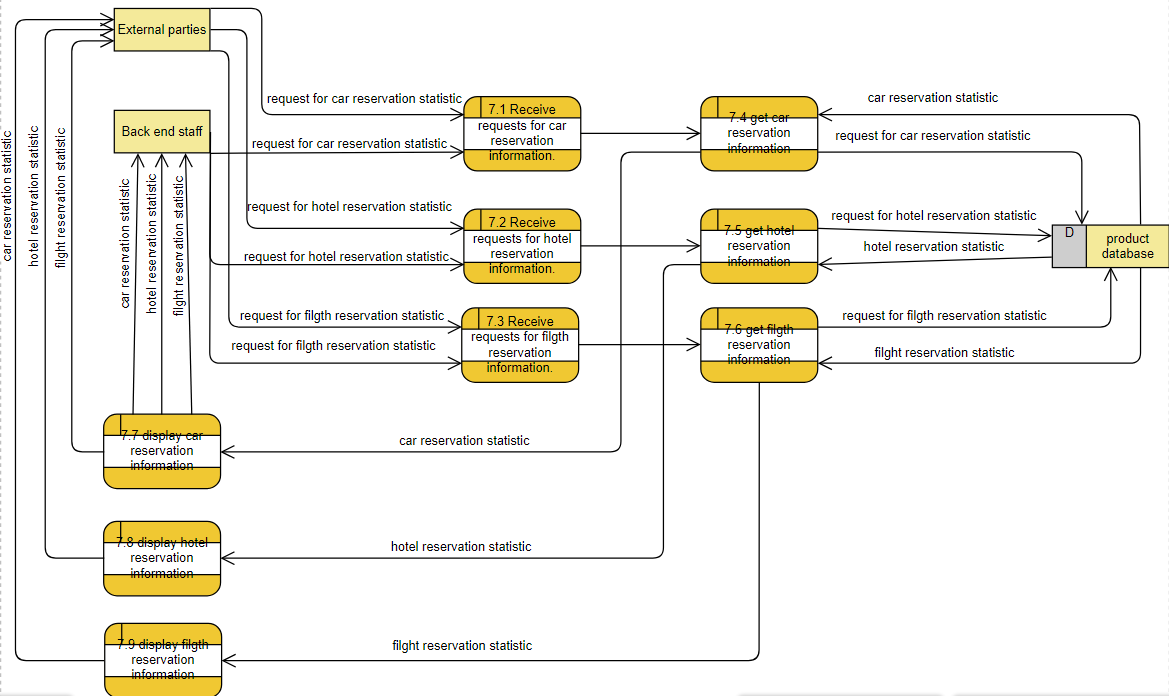 External parties
request for car reservation statistic
7.1 Receive
requests for car
reservation
information.
7.4 get car
reservation
information
car reservation statistic
request for car reservation statistic
Back end staff
request for car reservation statistic
car reservation statistic
hotel reservation statistic
filght reservation statistic
car reservation statistic
hotel reservation statistic
filght reservation statistic
request for hotel reservation statistic
request for hotel reservation statistic
7.2 Receive
requests for hotel
reservation
information.
7.5 get hotel
reservation
information
request for hotel reservation statistic
hotel reservation statistic
D
product
database
request for filgth reservation statistic
request for filgth reservation statistic
7.3 Receive
requests for filgth
reservation
information.
7.6 get filgth
reservation
information
request for filgth reservation statistic
filght reservation statistic
7.7 display car
reservation
information
car reservation statistic
7.8 display hotel
reservation
information
hotel reservation statistic
7.9 display filgth
reservation
information
filght reservation statistic